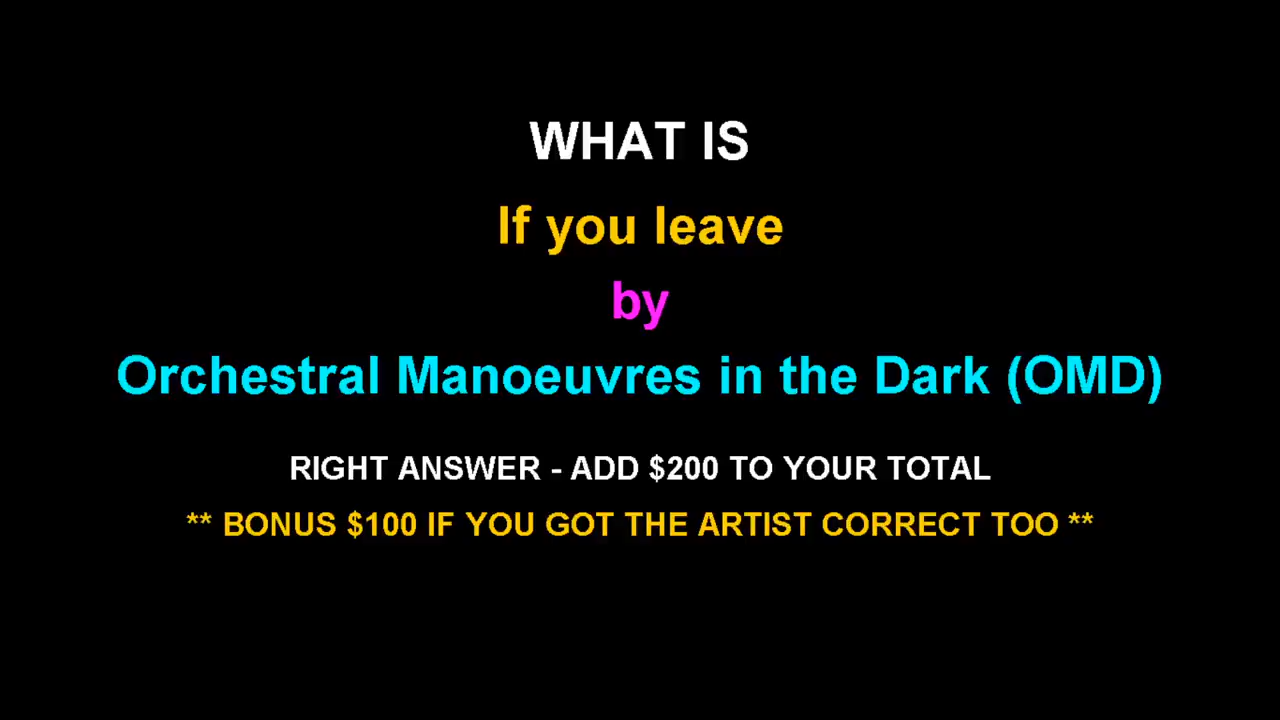 WHAT IS
If you leave
by
Orchestral Manoeuvres in the Dark (OMD)
RIGHT ANSWER - ADD $200 TO YOUR TOTAL
** BONUS $100 IF YOU GOT THE ARTIST CORRECT TOO **